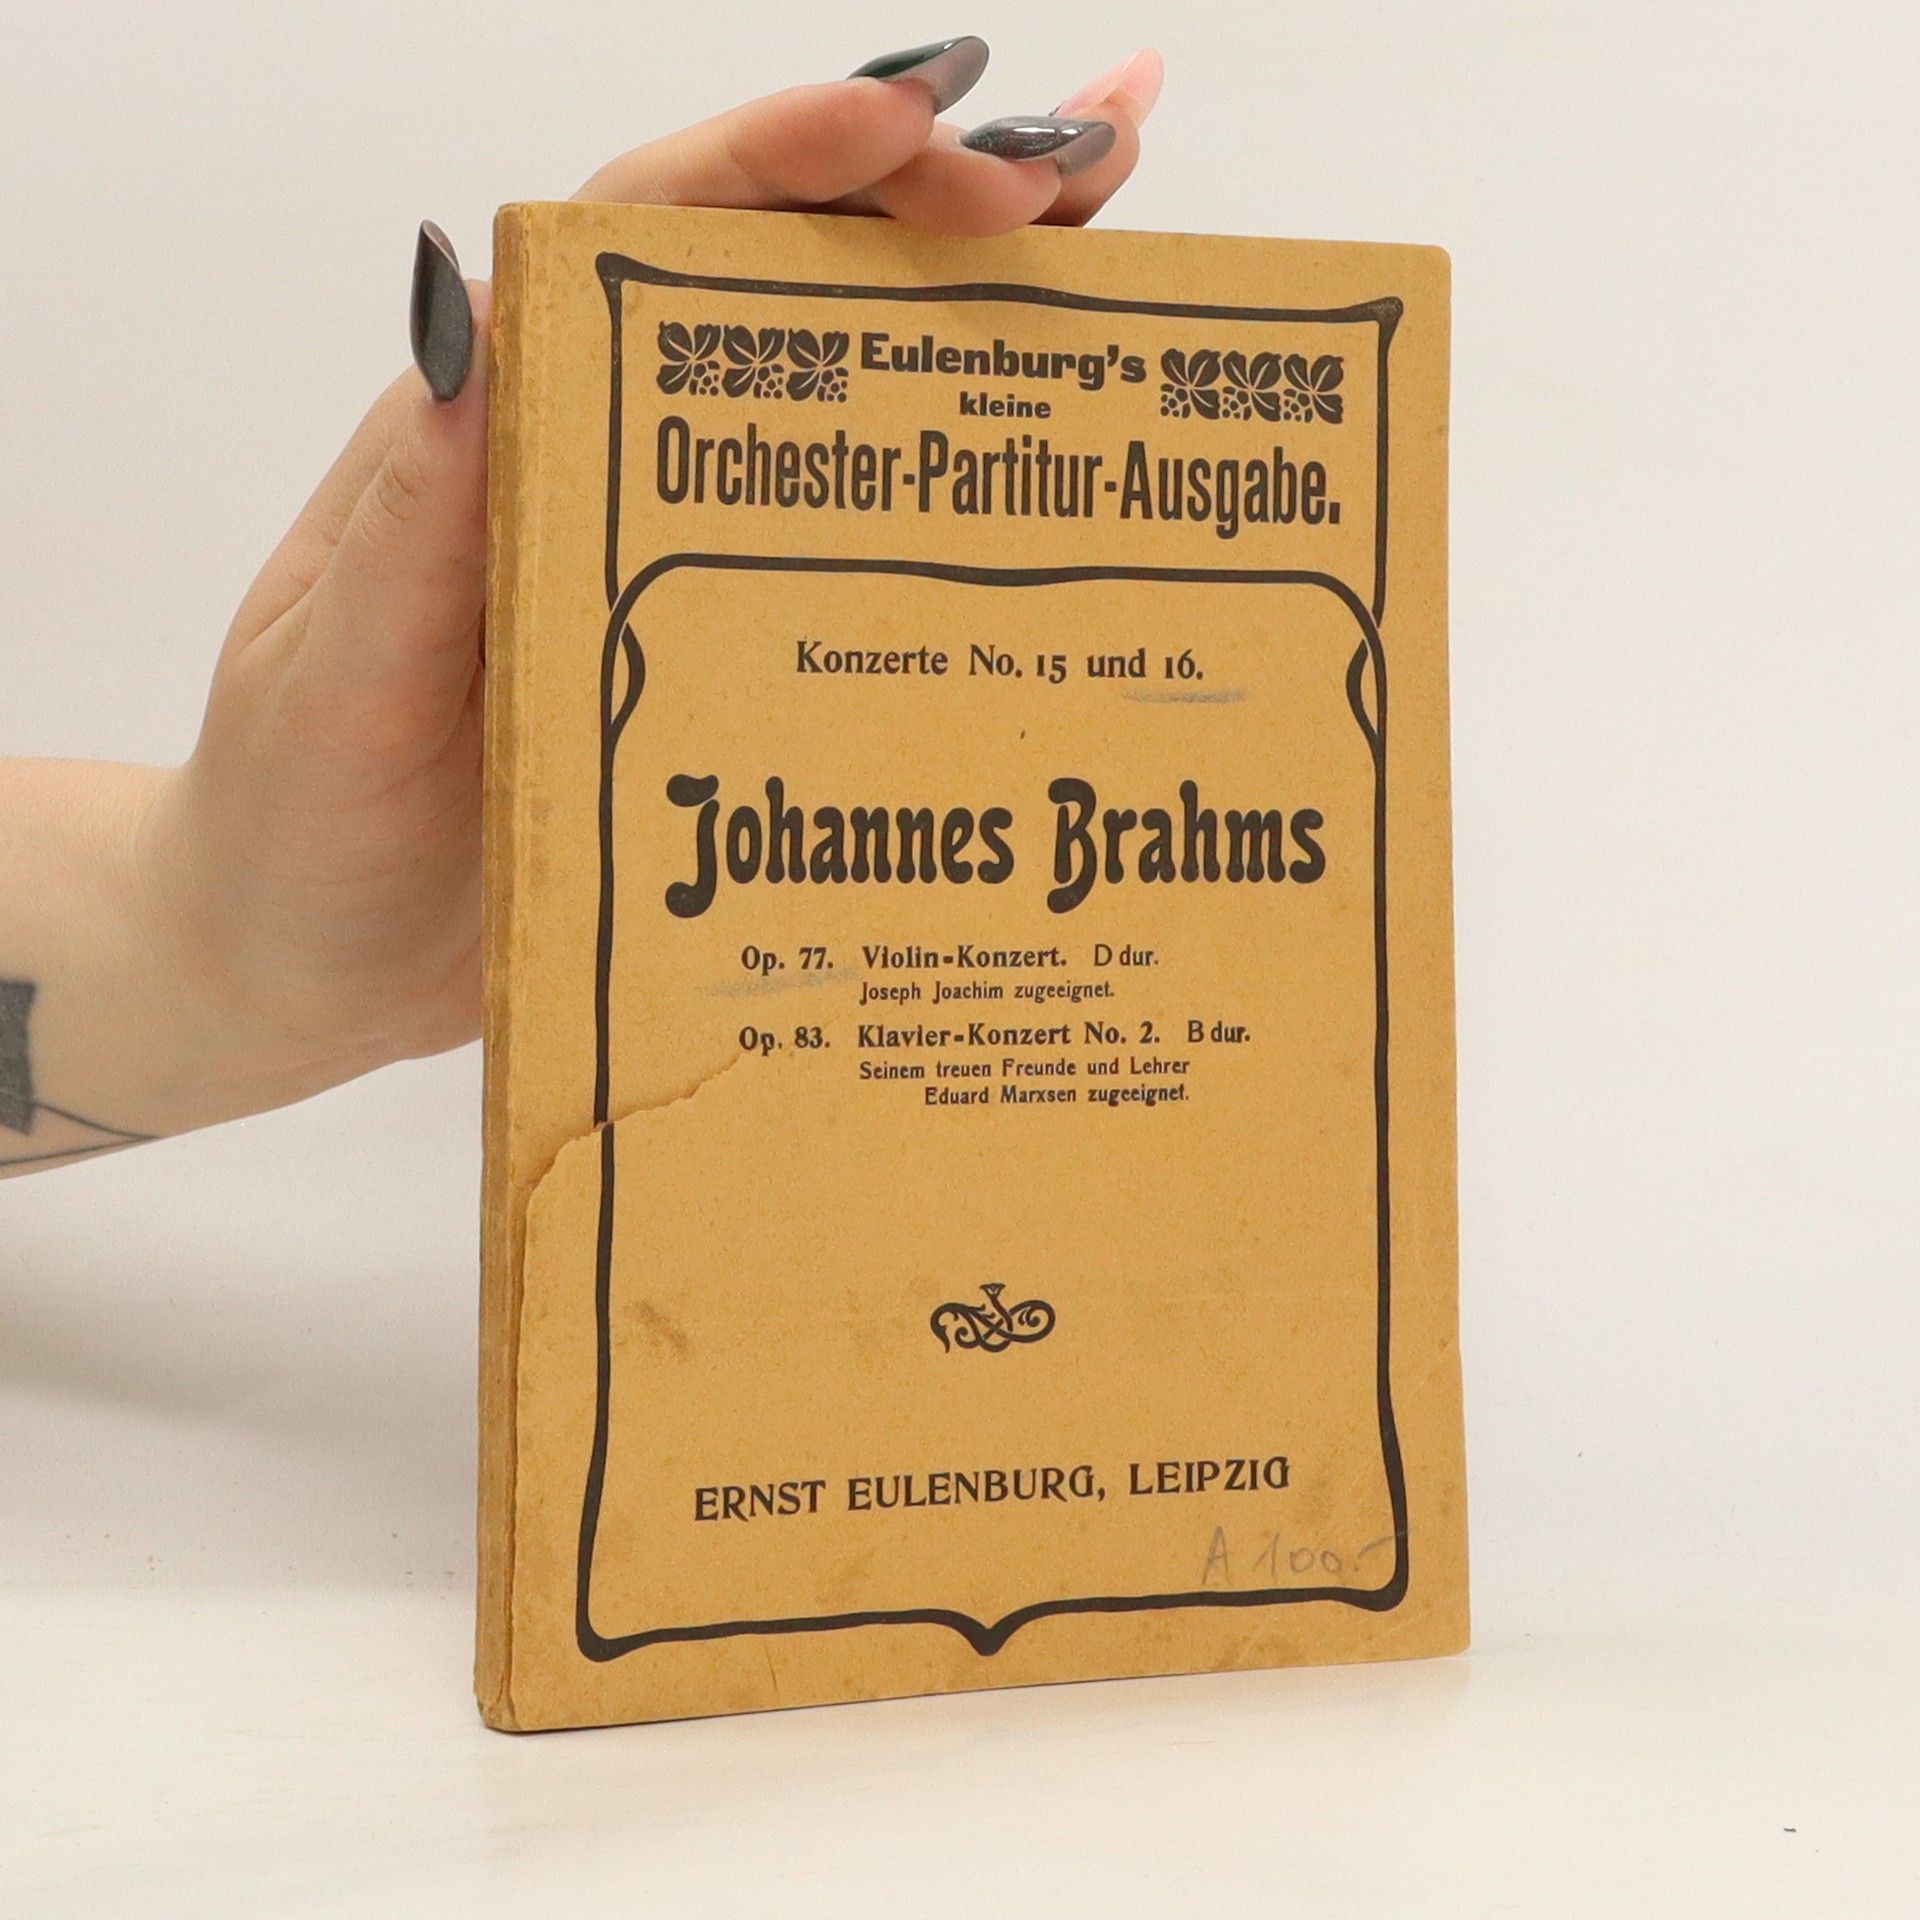 Eulenburg's
kleine
Orchester-Partitur-Ausgabe.
Konzerte No. 15 und 16.
Johannes Brahms
Op. 77. Violin-Konzert. D dur.
Joseph Joachim zugeeignet.
Op. 83. Klavier-Konzert No. 2. B dur.
Seinem treuen Freunde und Lehrer
Eduard Marxsen zugeeignet.
ERNST EULENBURG, LEIPZIG
A 100.-